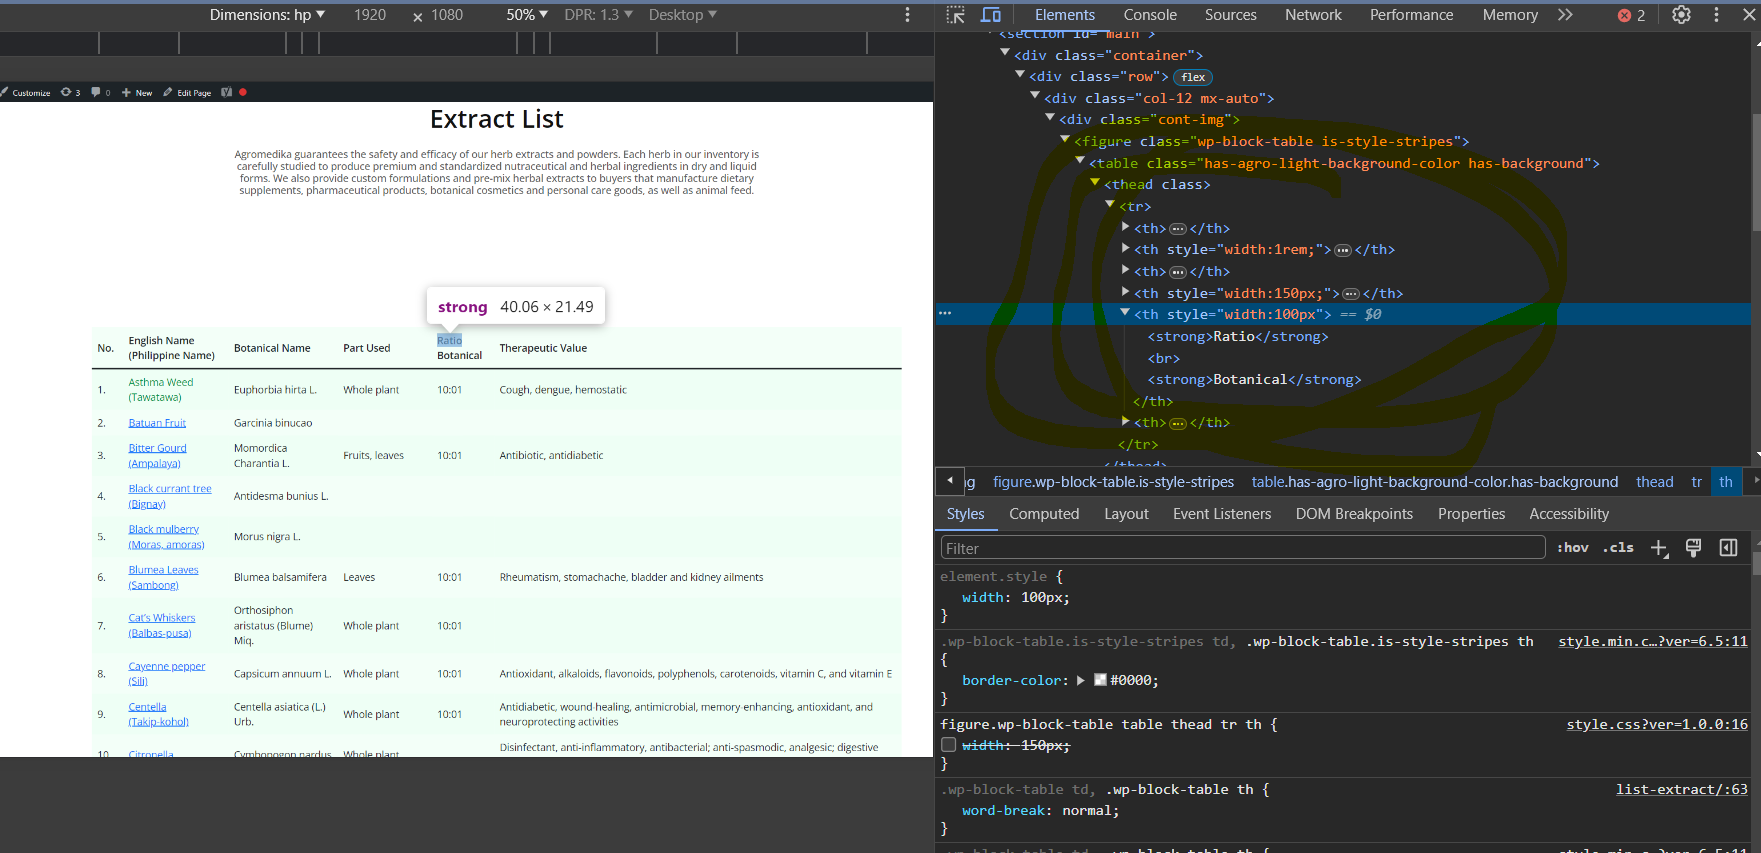 Dimensions: hp ▼ 1920 × 1080 50% ▼ DPR: 1.3 ▼ Desktop ▼
Customize 3 0 New Edit Page
Extract List
Agromedika guarantees the safety and efficacy of our herb extracts and powders. Each herb in our inventory is
carefully studied to produce premium and standardized nutraceutical and herbal ingredients in dry and liquid
forms. We also provide custom formulations and pre-mix herbal extracts to buyers that manufacture dietary
supplements, pharmaceutical products, botanical cosmetics and personal care goods, as well as animal feed.
strong 40.06 × 21.49
No. English Name (Philippine Name) Botanical Name Part Used Ratio Botanical Therapeutic Value
1. Asthma Weed (Tawatawa) Euphorbia hirta L. Whole plant 10:01 Cough, dengue, hemostatic
2. Batuan Fruit Garcinia binucao
3. Bitter Gourd (Ampalaya) Momordica Charantia L. Fruits, leaves 10:01 Antibiotic, antidiabetic
4. Black currant tree (Bignay) Antidesma bunius L.
5. Black mulberry (Moras, amoras) Morus nigra L.
6. Blumea Leaves (Sambong) Blumea balsamifera Leaves 10:01 Rheumatism, stomachache, bladder and kidney ailments
7. Cat's Whiskers (Balbas-pusa) Orthosiphon aristatus (Blume) Miq. Whole plant 10:01
8. Cayenne pepper (Sili) Capsicum annuum L. Whole plant 10:01 Antioxidant, alkaloids, flavonoids, polyphenols, carotenoids, vitamin C, and vitamin E
9. Centella (Takip-kohol) Centella asiatica (L.) Urb. Whole plant 10:01 Antidiabetic, wound-healing, antimicrobial, memory-enhancing, antioxidant, and neuroprotecting activities
10. Citronella Cymbopogon nardus Whole plant Disinfectant, anti-inflammatory, antibacterial; anti-spasmodic, analgesic; digestive
Elements Console Sources Network Performance Memory 2
<section id="main">
<div class="container">
<div class="row"> flex
<div class="col-12 mx-auto">
<div class="cont-img">
<figure class="wp-block-table is-style-stripes">
<table class="has-agro-light-background-color has-background">
<thead class>
<tr>
<th>…</th>
<th style="width:1rem;">…</th>
<th>…</th>
<th style="width:150px;">…</th>
… <th style="width:100px"> == $0
<strong>Ratio</strong>
<br>
<strong>Botanical</strong>
</th>
<th>…</th>
</tr>
</thead>
g figure.wp-block-table.is-style-stripes table.has-agro-light-background-color.has-background thead tr th
Styles Computed Layout Event Listeners DOM Breakpoints Properties Accessibility
Filter :hov .cls
element.style {
width: 100px;
}
.wp-block-table.is-style-stripes td, .wp-block-table.is-style-stripes th style.min.c…?ver=6.5:11
{
border-color: #0000;
}
figure.wp-block-table table thead tr th { style.css?ver=1.0.0:16
width: 150px;
}
.wp-block-table td, .wp-block-table th { list-extract/:63
word-break: normal;
}